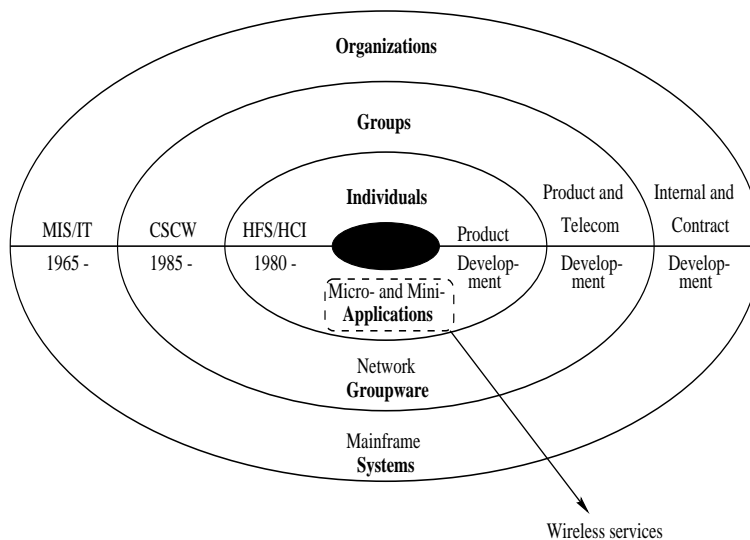 Organizations
Groups
Individuals
MIS/IT
1965 -
CSCW
1985 -
HFS/HCI
1980 -
Product
Develop-
ment
Product and
Telecom
Develop-
ment
Internal and
Contract
Develop-
ment
Micro- and Mini-
Applications
Network
Groupware
Mainframe
Systems
Wireless services